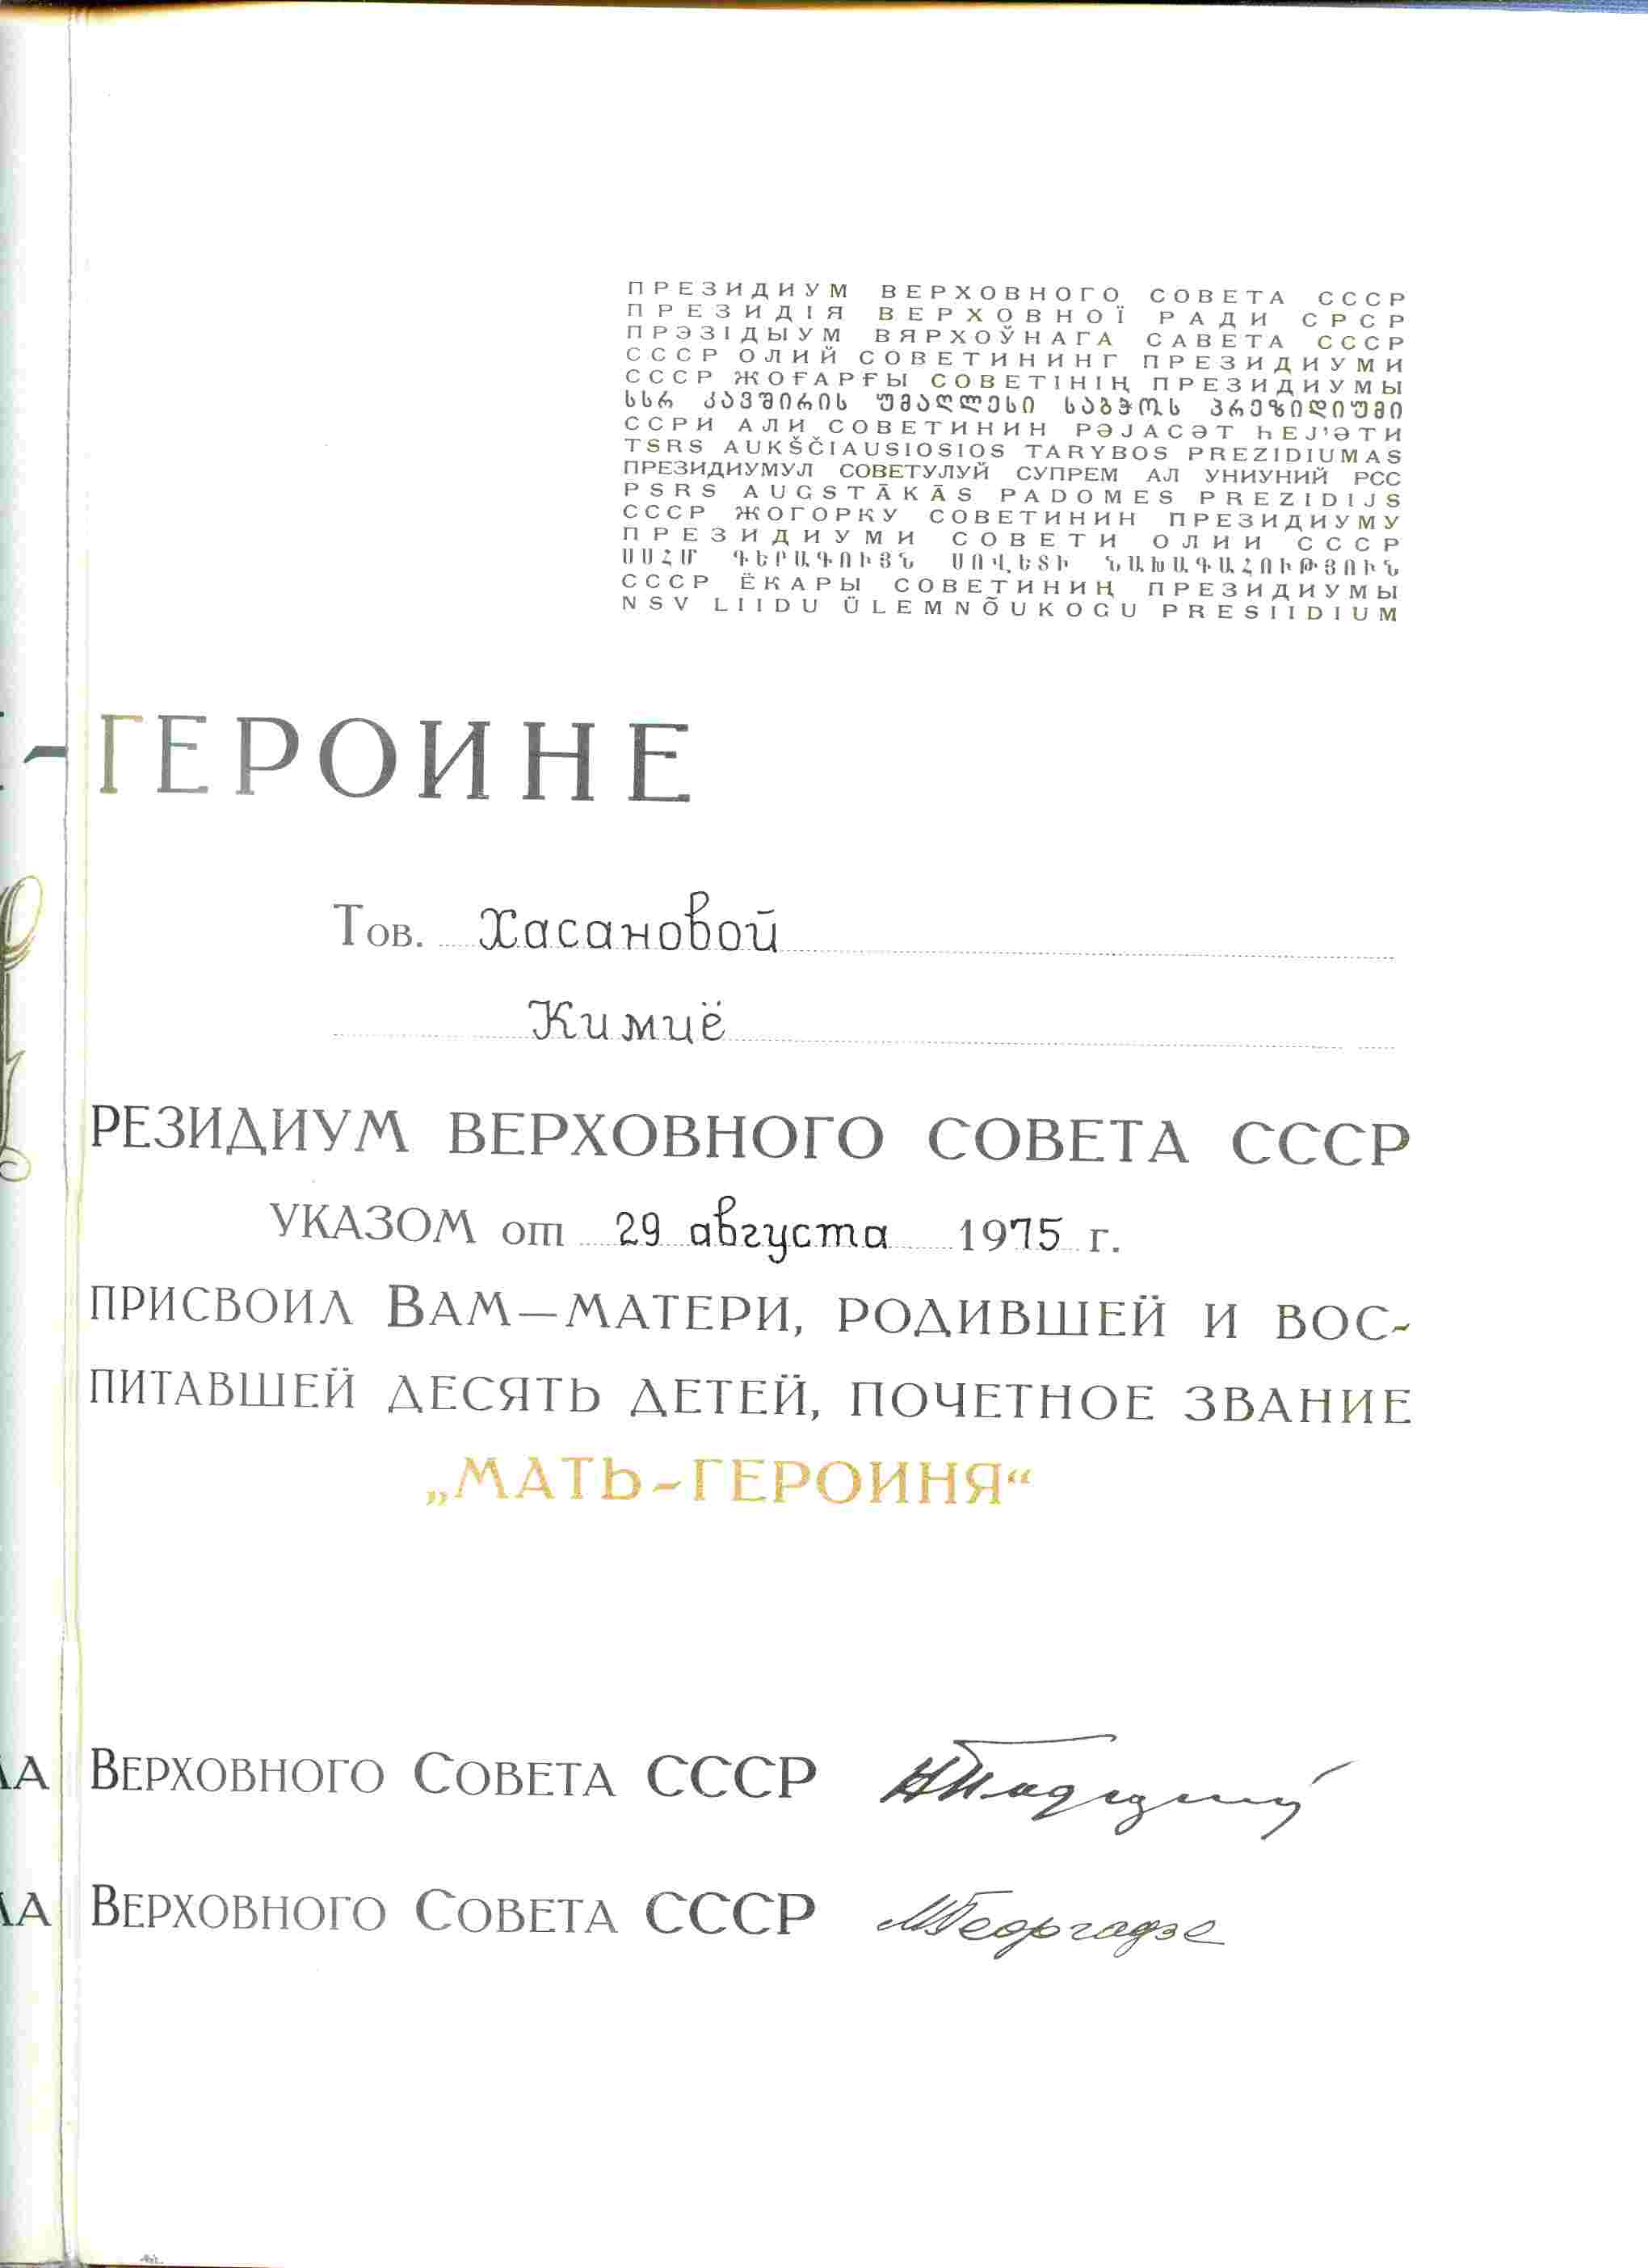 ПРЕЗИДИУМ ВЕРХОВНОГО СОВЕТА СССР
ПРЕЗИДІЯ ВЕРХОВНОЇ РАДИ СРСР
ПРЭЗІДЫУМ ВЯРХОЎНАГА САВЕТА СССР
СССР ОЛИЙ СОВЕТИНИНГ ПРЕЗИДИУМИ
СССР ЖОҒАРҒЫ СОВЕТІНІҢ ПРЕЗИДИУМЫ
სსრ კავშირის უმაღლესი საბჭოს პრეზიდიუმი
ССРИ АЛИ СОВЕТИНИН РӘЈАСӘТ ҺЕЈ’ӘТИ
TSRS AUKŠČIAUSIOSIOS TARYBOS PREZIDIUMAS
ПРЕЗИДИУМУЛ СОВЕТУЛУЙ СУПРЕМ АЛ УНИУНИЙ РСС
PSRS AUGSTĀKĀS PADOMES PREZIDIJS
СССР ЖОГОРКУ СОВЕТИНИН ПРЕЗИДИУМУ
ПРЕЗИДИУМИ СОВЕТИ ОЛИИ СССР
ՍՍՀՄ ԳԵՐԱԳՈՒՅՆ ՍՈՎԵՏԻ ՆԱԽԱԳԱՀՈՒԹՅՈՒՆ
СССР ЁКАРЫ СОВЕТИНИҢ ПРЕЗИДИУМЫ
NSV LIIDU ÜLEMNÕUKOGU PRESIIDIUM
-ГЕРОИНЕ
Тов. Хасановой
Кимцё
РЕЗИДИУМ ВЕРХОВНОГО СОВЕТА СССР
УКАЗОМ от 29 августа 1975 г.
ПРИСВОИЛ ВАМ—МАТЕРИ, РОДИВШЕЙ И ВОС-
ПИТАВШЕЙ ДЕСЯТЬ ДЕТЕЙ, ПОЧЕТНОЕ ЗВАНИЕ
„МАТЬ-ГЕРОИНЯ“
ЛА ВЕРХОВНОГО СОВЕТА СССР НПодгорный
ЛА ВЕРХОВНОГО СОВЕТА СССР МГеоргадзе